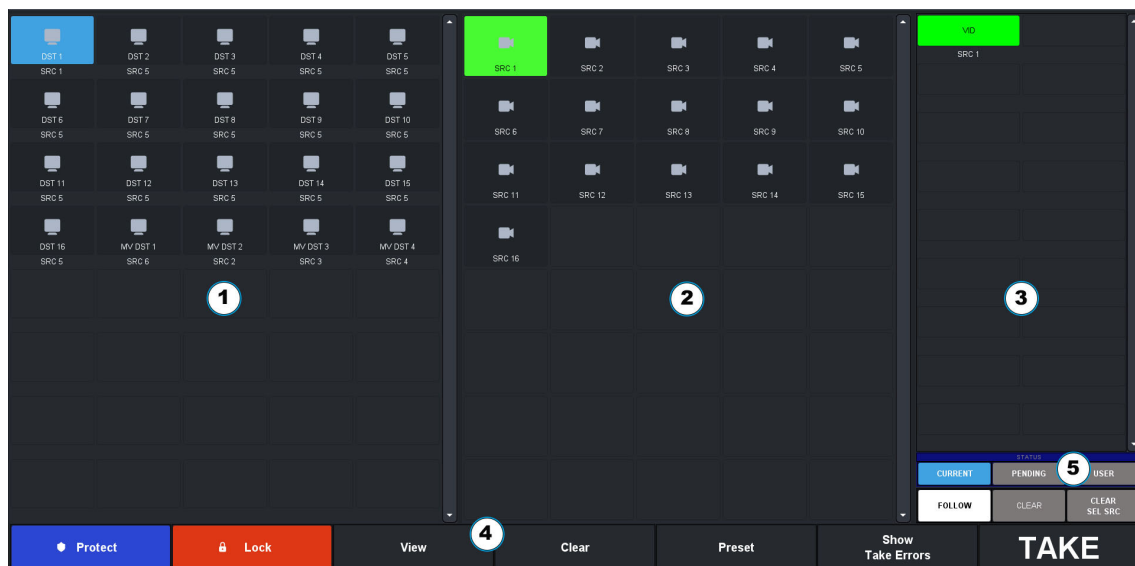 DST 1 DST 2 DST 3 DST 4 DST 5
SRC 1 SRC 5 SRC 5 SRC 5 SRC 5
DST 6 DST 7 DST 8 DST 9 DST 10
SRC 5 SRC 5 SRC 5 SRC 5 SRC 5
DST 11 DST 12 DST 13 DST 14 DST 15
SRC 5 SRC 5 SRC 5 SRC 5 SRC 5
DST 16 MV DST 1 MV DST 2 MV DST 3 MV DST 4
SRC 5 SRC 6 SRC 2 SRC 3 SRC 4
1
SRC 1 SRC 2 SRC 3 SRC 4 SRC 5
SRC 6 SRC 7 SRC 8 SRC 9 SRC 10
SRC 11 SRC 12 SRC 13 SRC 14 SRC 15
SRC 16
2
VID
SRC 1
3
STATUS
CURRENT PENDING 5 USER
FOLLOW CLEAR CLEAR
SEL SRC
4
Protect Lock View Clear Preset Show
Take Errors
TAKE